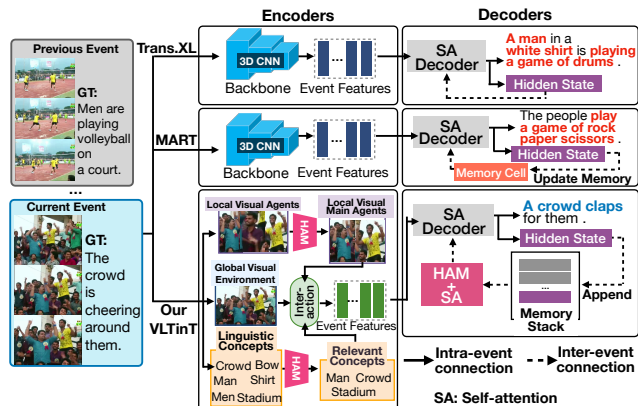 Encoders
Decoders
Previous Event
GT:
Men are
playing
volleyball
on
a court.
...
Current Event
GT:
The
crowd
is
cheering
around
them.
Trans.XL
3D CNN
Backbone
...
Event Features
SA
Decoder
A man in a
white shirt is playing
a game of drums .
Hidden State
MART
3D CNN
Backbone
...
Event Features
SA
Decoder
The people play
a game of rock
paper scissors .
Hidden State
Memory Cell
Update Memory
Our
VLTinT
Local Visual Agents
HAM
Local Visual
Main Agents
Global Visual
Environment
Inter-
action
...
Event Features
Linguistic
Concepts
Crowd Bow
Man Shirt
Men Stadium
HAM
Relevant
Concepts
Man Crowd
Stadium
SA
Decoder
A crowd claps
for them .
Hidden State
HAM
+
SA
...
Memory
Stack
Append
Intra-event
connection
Inter-event
connection
SA: Self-attention